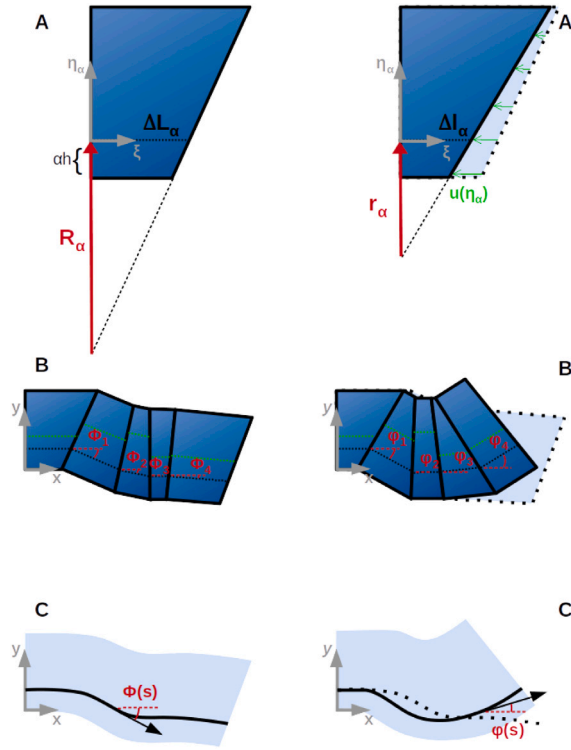 A
A
η_α
η_α
ΔL_α
Δl_α
ξ
ξ
αh{
u(η_α)
r_α
R_α
B
B
y
y
Φ_1
Φ_2
Φ_3
Φ_4
φ_1
φ_2
φ_3
φ_4
x
x
C
C
y
y
Φ(s)
x
x
φ(s)